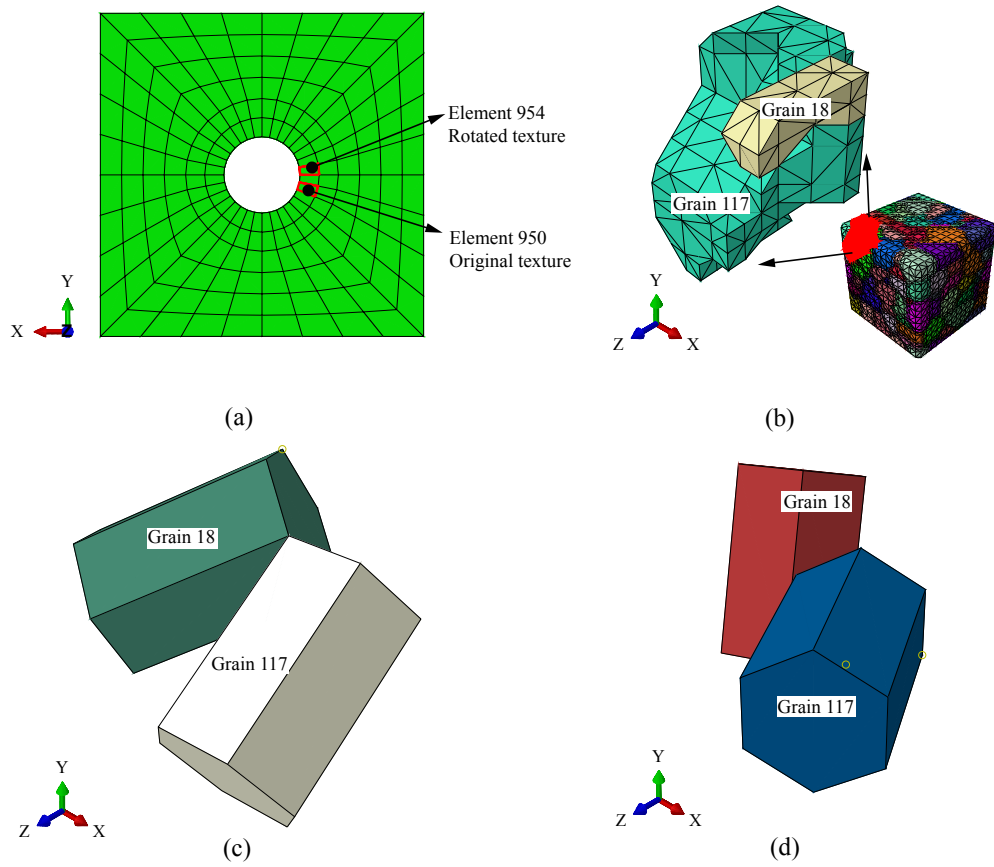 Element 954
Rotated texture
Element 950
Original texture
Y
X
Z
(a)
Grain 18
Grain 117
Y
Z
X
(b)
Grain 18
Grain 117
Y
Z
X
(c)
Grain 18
Grain 117
Y
Z
X
(d)